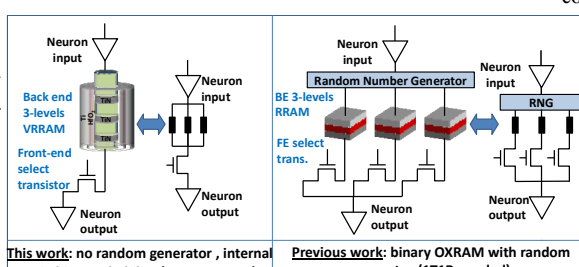 Neuron
input
Back end
3-levels
VRRAM
Ti
HfO2
TiN
TiN
TiN
Front-end
select
transistor
Neuron
output
Neuron
input
Neuron
output
This work: no random generator , internal
Neuron
input
Random Number Generator
BE 3-levels
RRAM
FE select
trans.
Neuron
output
Neuron
input
RNG
Neuron
output
Previous work: binary OXRAM with random